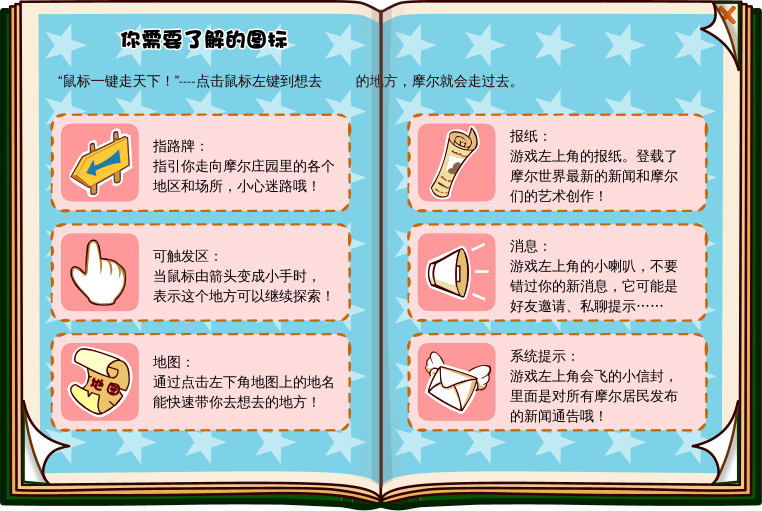 你需要了解的图标
“鼠标一键走天下！”----点击鼠标左键到想去 的地方，摩尔就会走过去。
指路牌：
指引你走向摩尔庄园里的各个
地区和场所，小心迷路哦！
可触发区：
当鼠标由箭头变成小手时，
表示这个地方可以继续探索！
地图
地图：
通过点击左下角地图上的地名
能快速带你去想去的地方！
报纸：
游戏左上角的报纸。登载了
摩尔世界最新的新闻和摩尔
们的艺术创作！
消息：
游戏左上角的小喇叭，不要
错过你的新消息，它可能是
好友邀请、私聊提示……
系统提示：
游戏左上角会飞的小信封，
里面是对所有摩尔居民发布
的新闻通告哦！